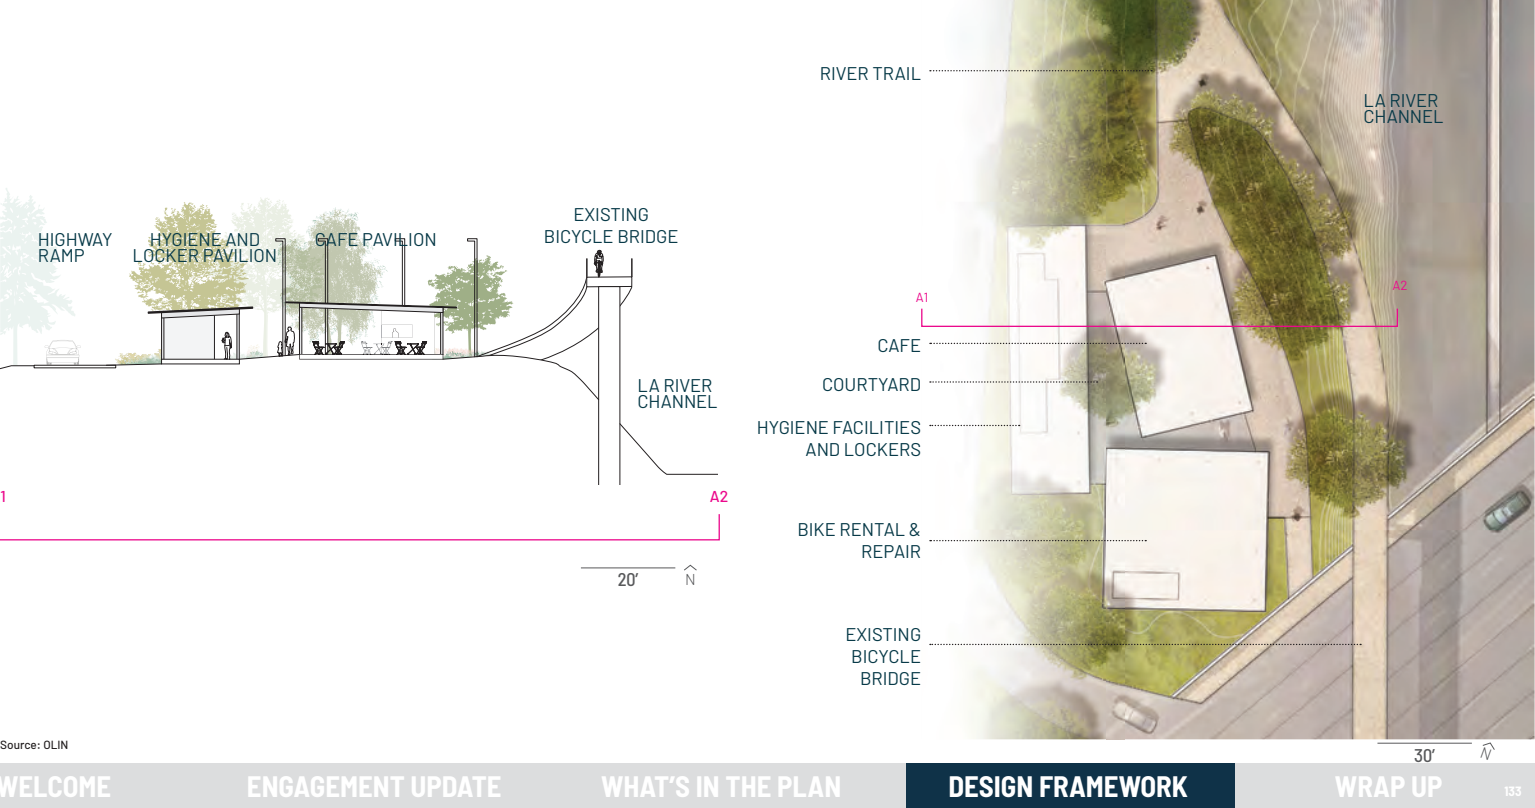 HIGHWAY
RAMP
HYGIENE AND
LOCKER PAVILION
CAFE PAVILION
EXISTING
BICYCLE BRIDGE
LA RIVER
CHANNEL
1
A2
20'
N
RIVER TRAIL
LA RIVER
CHANNEL
A1
A2
CAFE
COURTYARD
HYGIENE FACILITIES
AND LOCKERS
BIKE RENTAL &
REPAIR
EXISTING
BICYCLE
BRIDGE
30'
N
Source: OLIN
WELCOME
ENGAGEMENT UPDATE
WHAT'S IN THE PLAN
DESIGN FRAMEWORK
WRAP UP
133